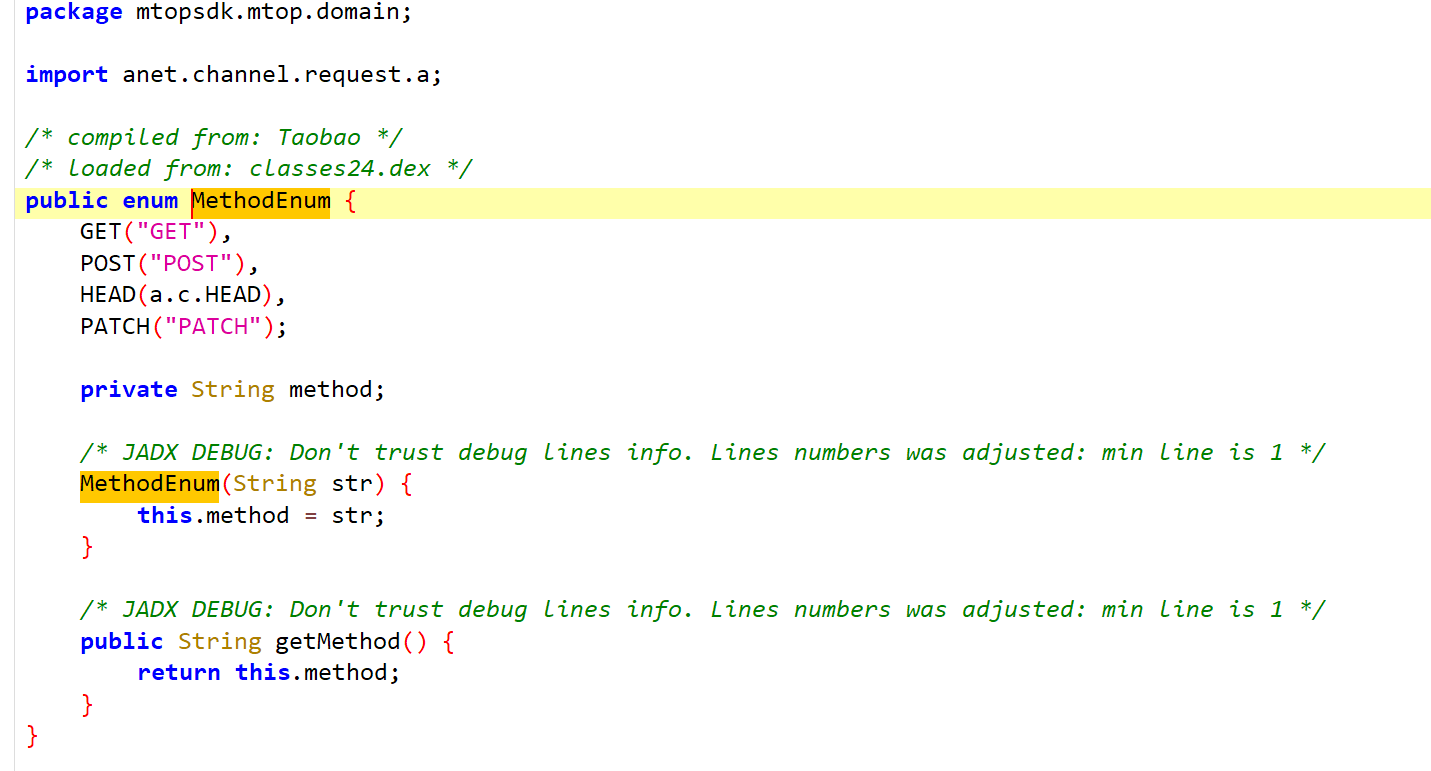 package mtopsdk.mtop.domain;
import anet.channel.request.a;
/* compiled from: Taobao */
/* loaded from: classes24.dex */
public enum MethodEnum {
GET("GET"),
POST("POST"),
HEAD(a.c.HEAD),
PATCH("PATCH");
private String method;
/* JADX DEBUG: Don't trust debug lines info. Lines numbers was adjusted: min line is 1 */
MethodEnum(String str) {
this.method = str;
}
/* JADX DEBUG: Don't trust debug lines info. Lines numbers was adjusted: min line is 1 */
public String getMethod() {
return this.method;
}
}